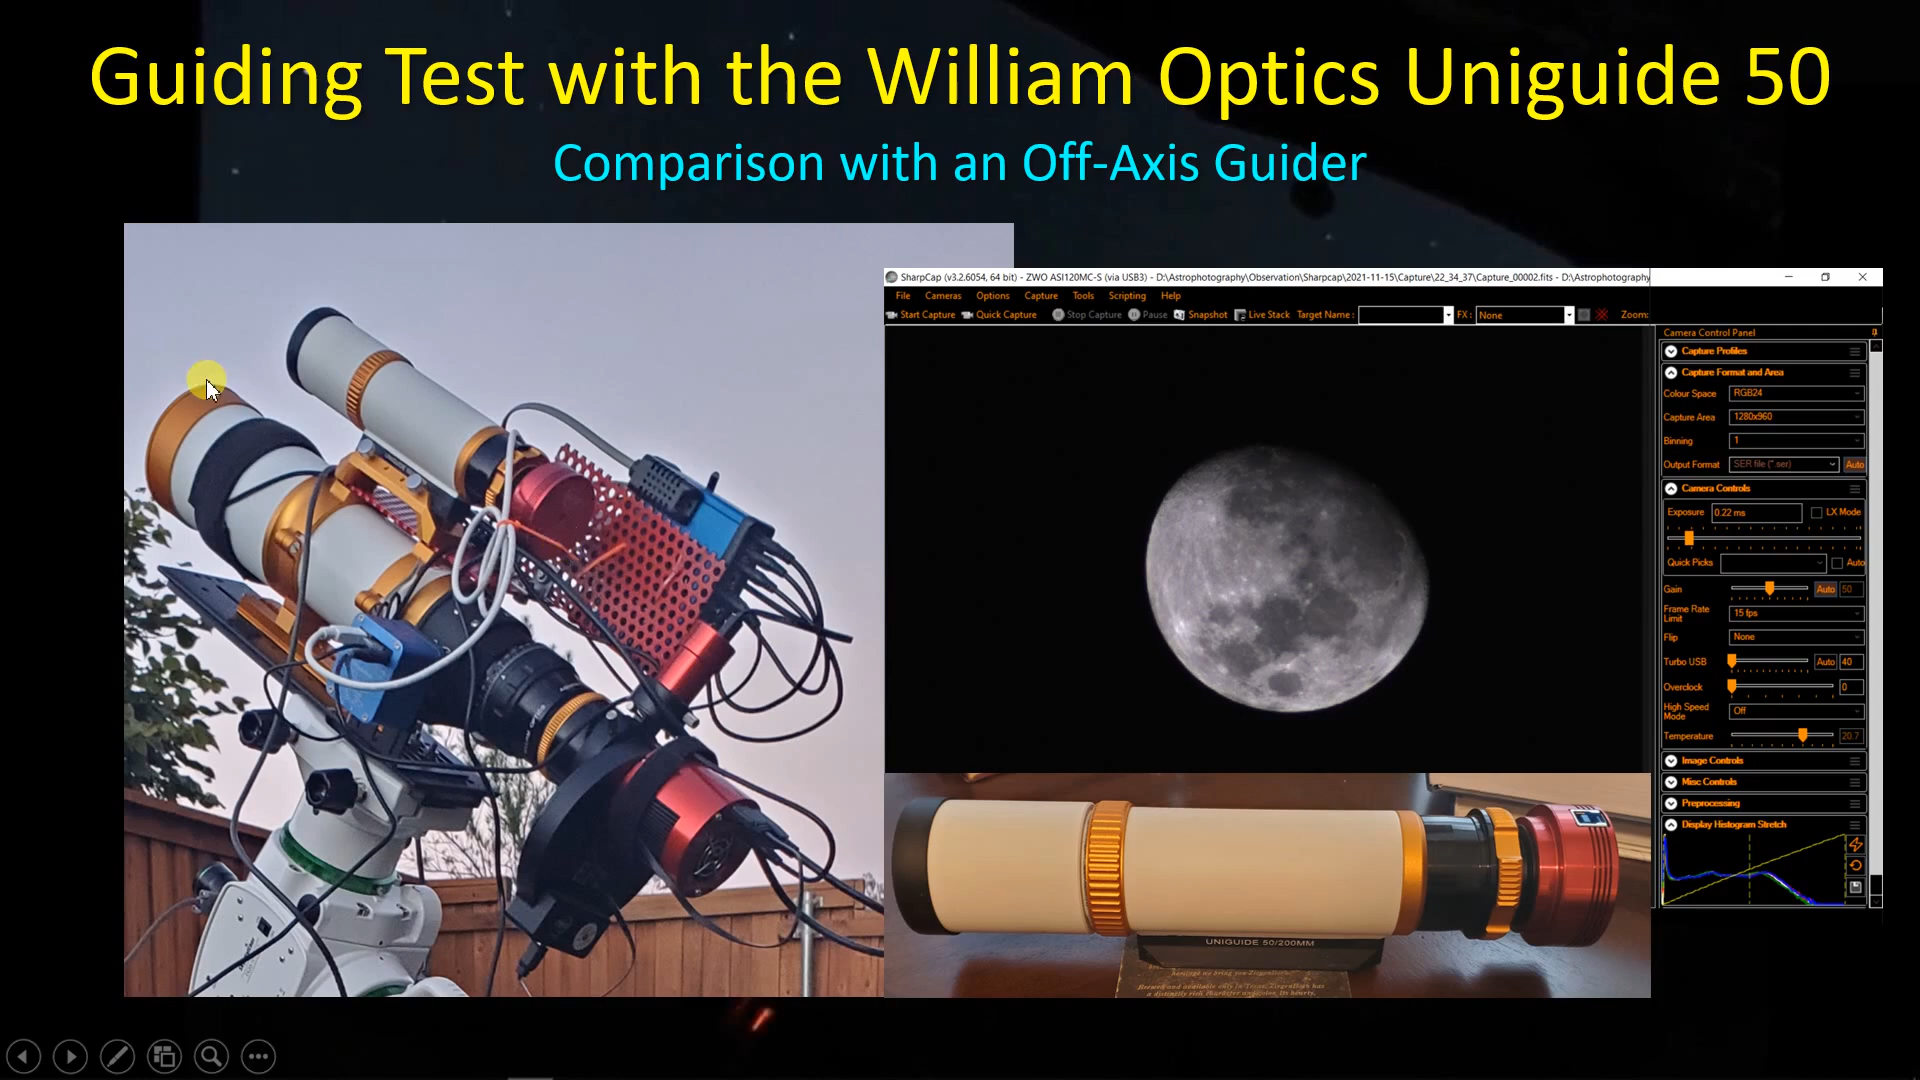 Guiding Test with the William Optics Uniguide 50
Comparison with an Off-Axis Guider
SharpCap (v3.2.6054, 64 bit) - ZWO ASI120MC-S (via USB3) - D:\Astrophotography\Observation\Sharpcap\2021-11-15\Capture\22_34_37\Capture_00002.fits - D:\Astrophotography
File Cameras Options Capture Tools Scripting Help
Start Capture Quick Capture Stop Capture Pause Snapshot Live Stack Target Name : FX : None Zoom:
Camera Control Panel
Capture Profiles
Capture Format and Area
Colour Space RGB24
Capture Area 1280x960
Binning 1
Output Format SER file (*.ser) Auto
Camera Controls
Exposure 0.22 ms LX Mode
Quick Picks Auto
Gain Auto 50
Frame Rate
Limit 15 fps
Flip None
Turbo USB Auto 40
Overclock 0
High Speed
Mode Off
Temperature 20.7
Image Controls
Misc Controls
Preprocessing
Display Histogram Stretch
UNIGUIDE 50/200MM